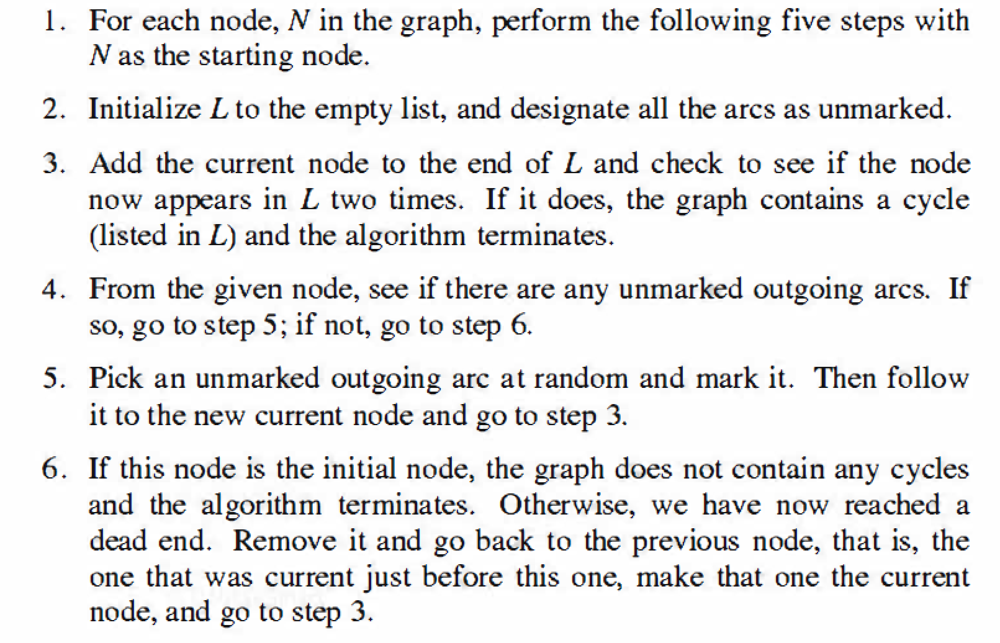 1. For each node, N in the graph, perform the following five steps with
N as the starting node.
2. Initialize L to the empty list, and designate all the arcs as unmarked.
3. Add the current node to the end of L and check to see if the node
now appears in L two times. If it does, the graph contains a cycle
(listed in L) and the algorithm terminates.
4. From the given node, see if there are any unmarked outgoing arcs. If
so, go to step 5; if not, go to step 6.
5. Pick an unmarked outgoing arc at random and mark it. Then follow
it to the new current node and go to step 3.
6. If this node is the initial node, the graph does not contain any cycles
and the algorithm terminates. Otherwise, we have now reached a
dead end. Remove it and go back to the previous node, that is, the
one that was current just before this one, make that one the current
node, and go to step 3.